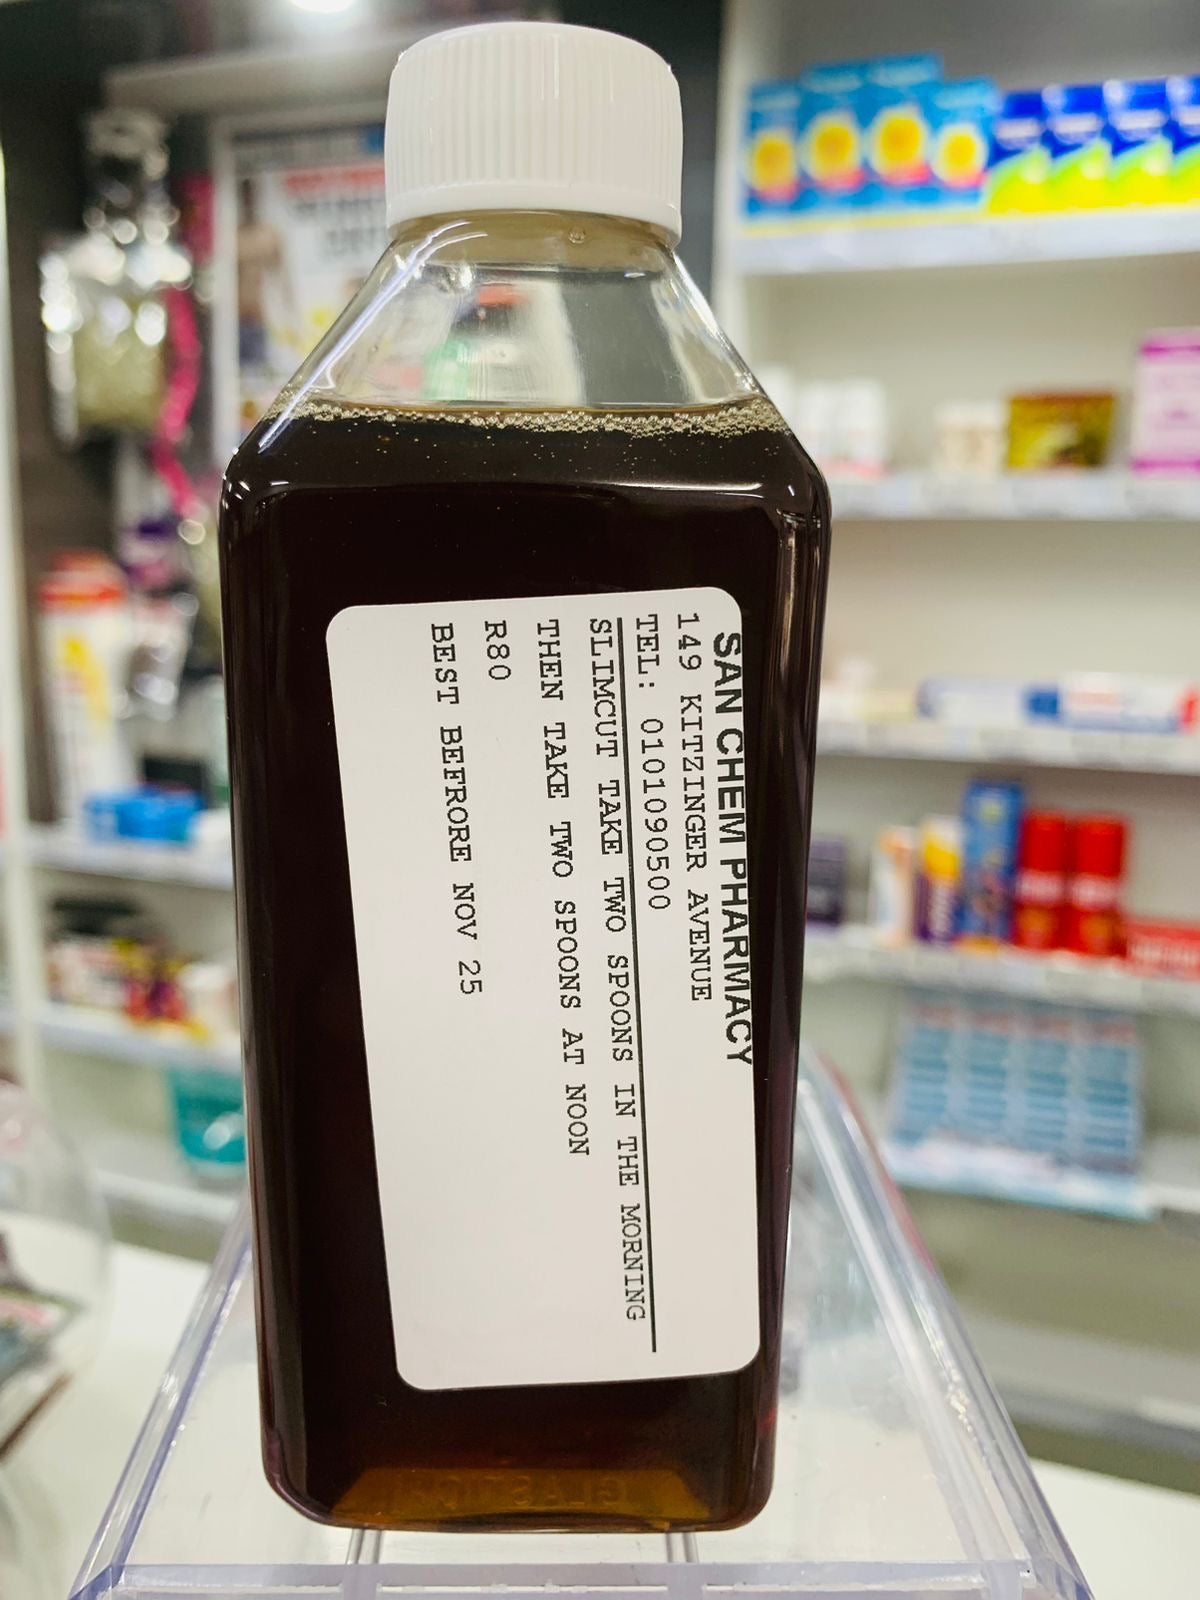 SAN CHEM PHARMACY
149 KITZINGER AVENUE
TEL: 0101090500
SLIMCUT TAKE TWO SPOONS IN THE MORNING
THEN TAKE TWO SPOONS AT NOON
R80
BEST BEFRORE NOV 25